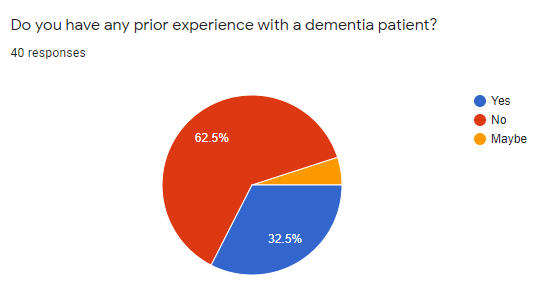 Do you have any prior experience with a dementia patient?
40 responses
Yes
No
Maybe
62.5%
32.5%